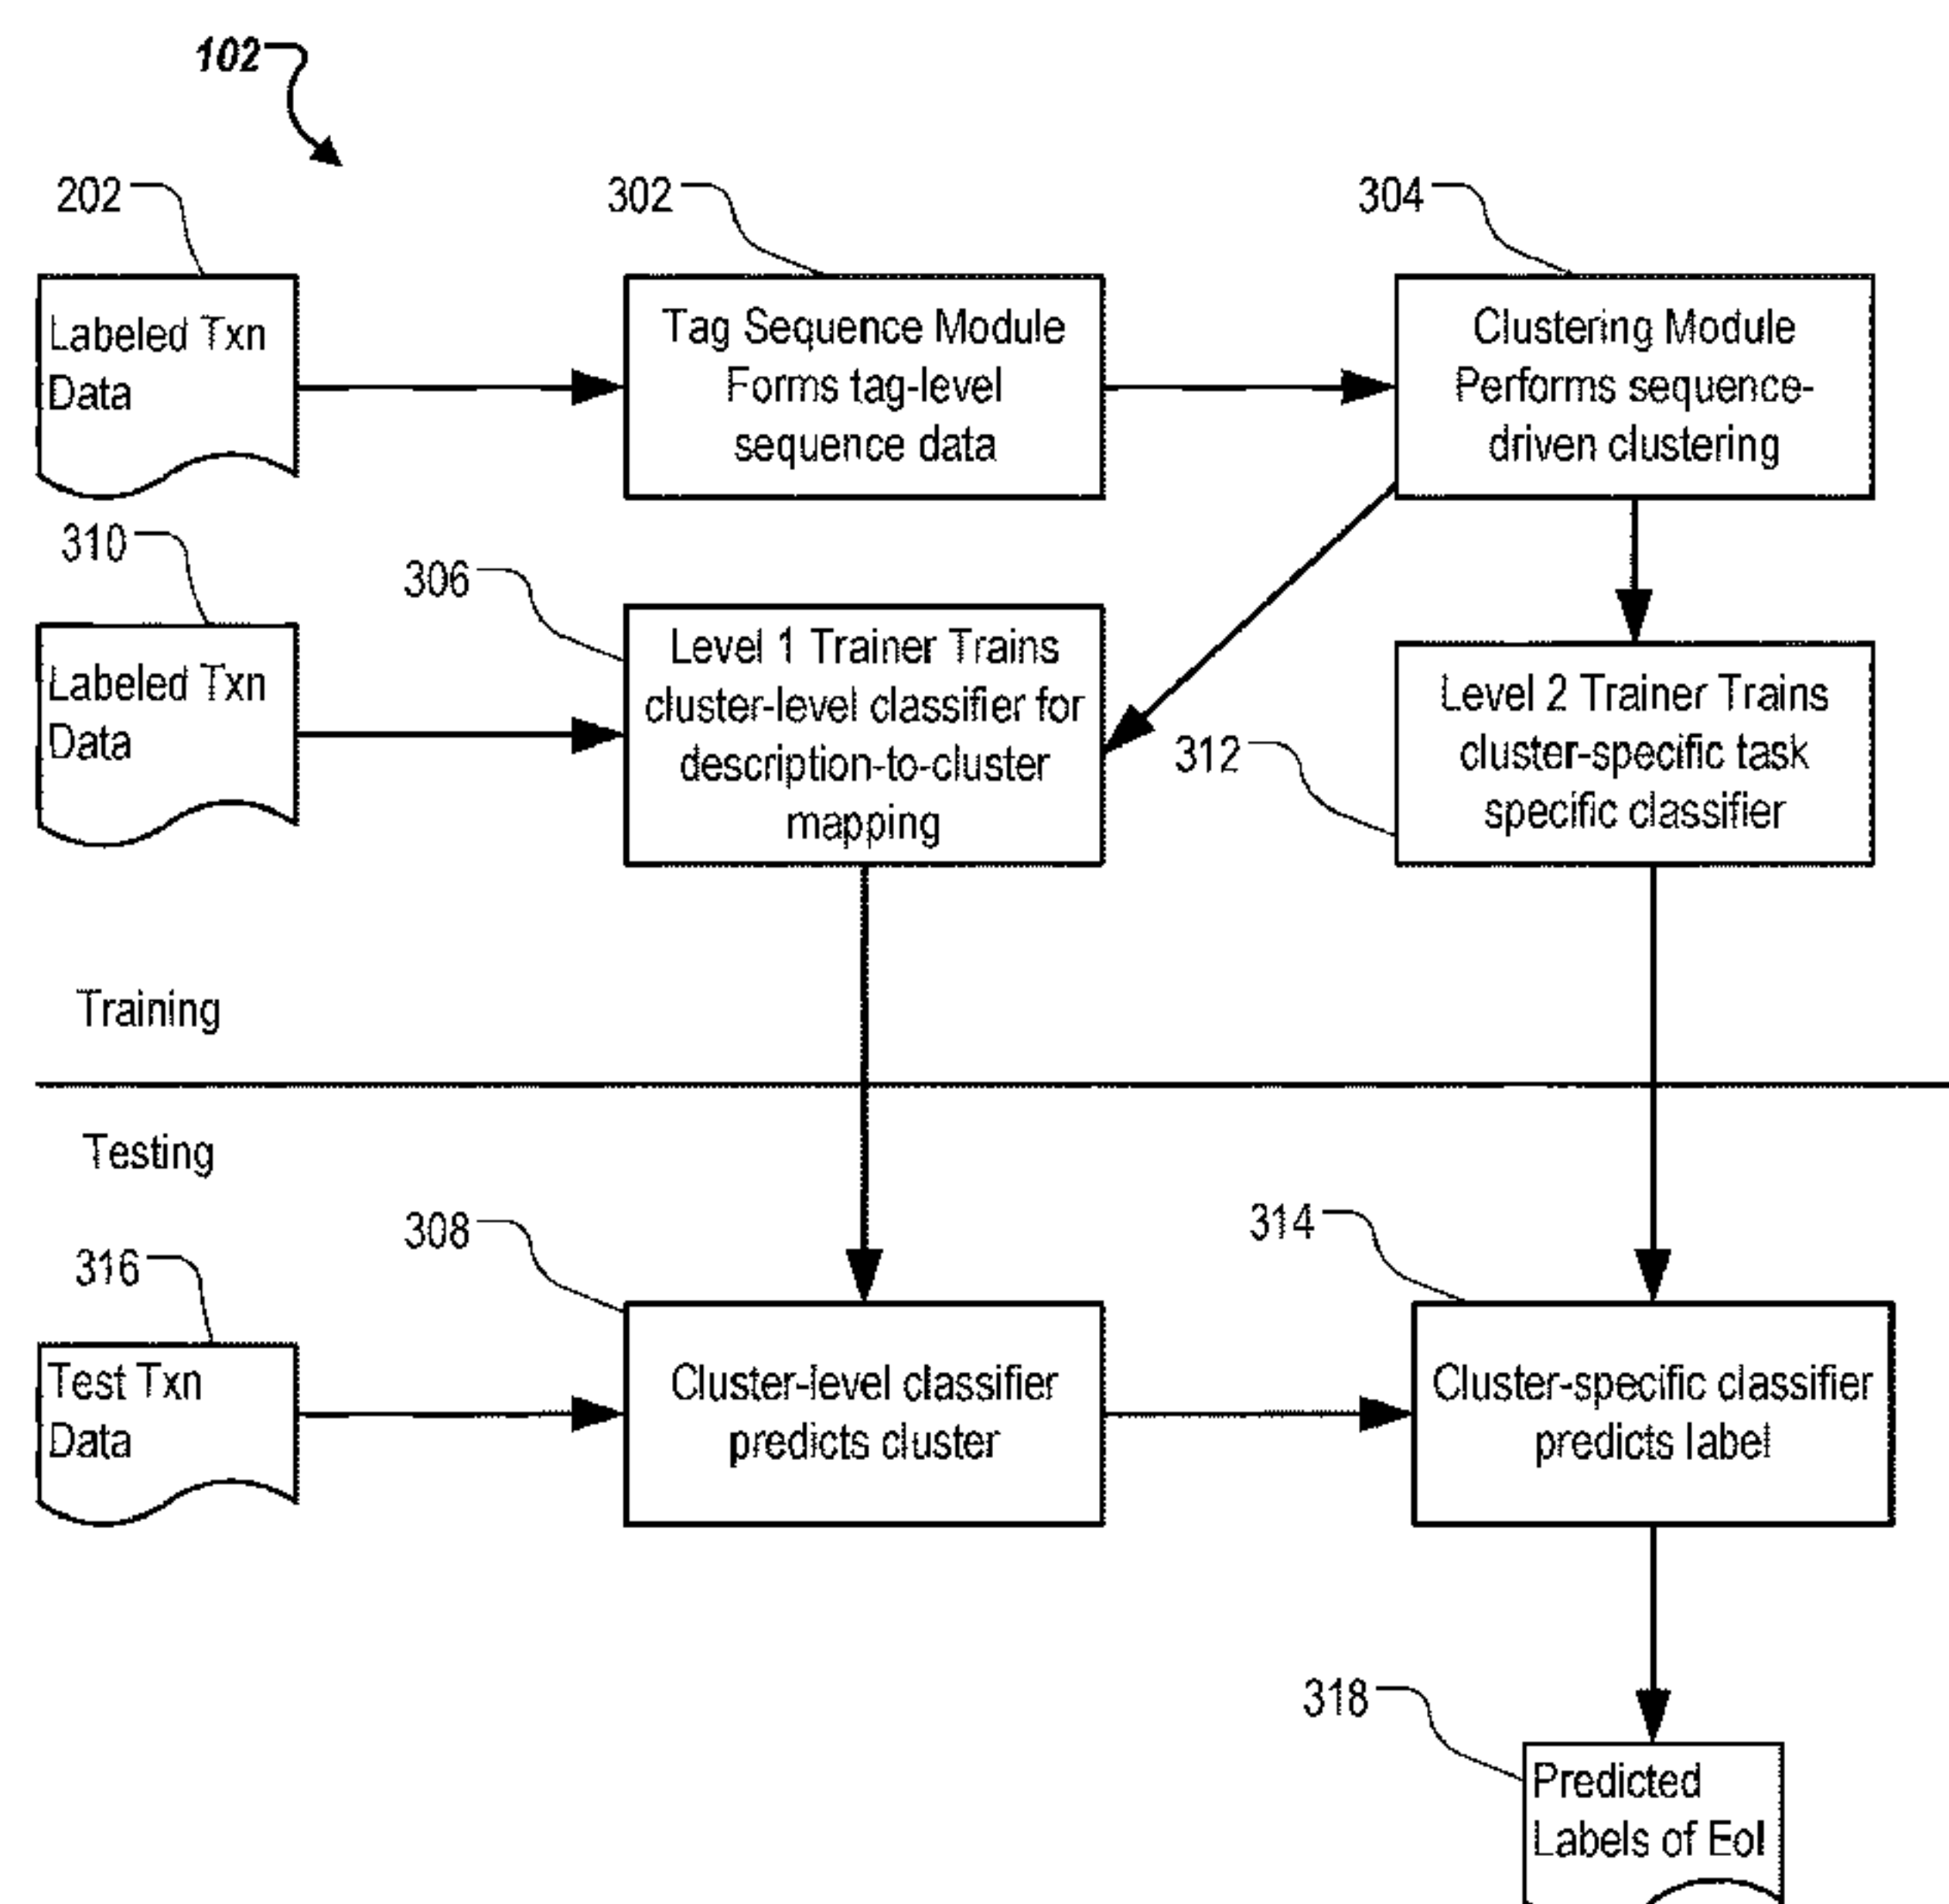 102
202
302
304
Labeled Txn
Data
Tag Sequence Module
Forms tag-level
sequence data
Clustering Module
Performs sequence-
driven clustering
310
306
Labeled Txn
Data
Level 1 Trainer Trains
cluster-level classifier for
description-to-cluster
mapping
312
Level 2 Trainer Trains
cluster-specific task
specific classifier
Training
Testing
316
308
314
Test Txn
Data
Cluster-level classifier
predicts cluster
Cluster-specific classifier
predicts label
318
Predicted
Labels of EoI